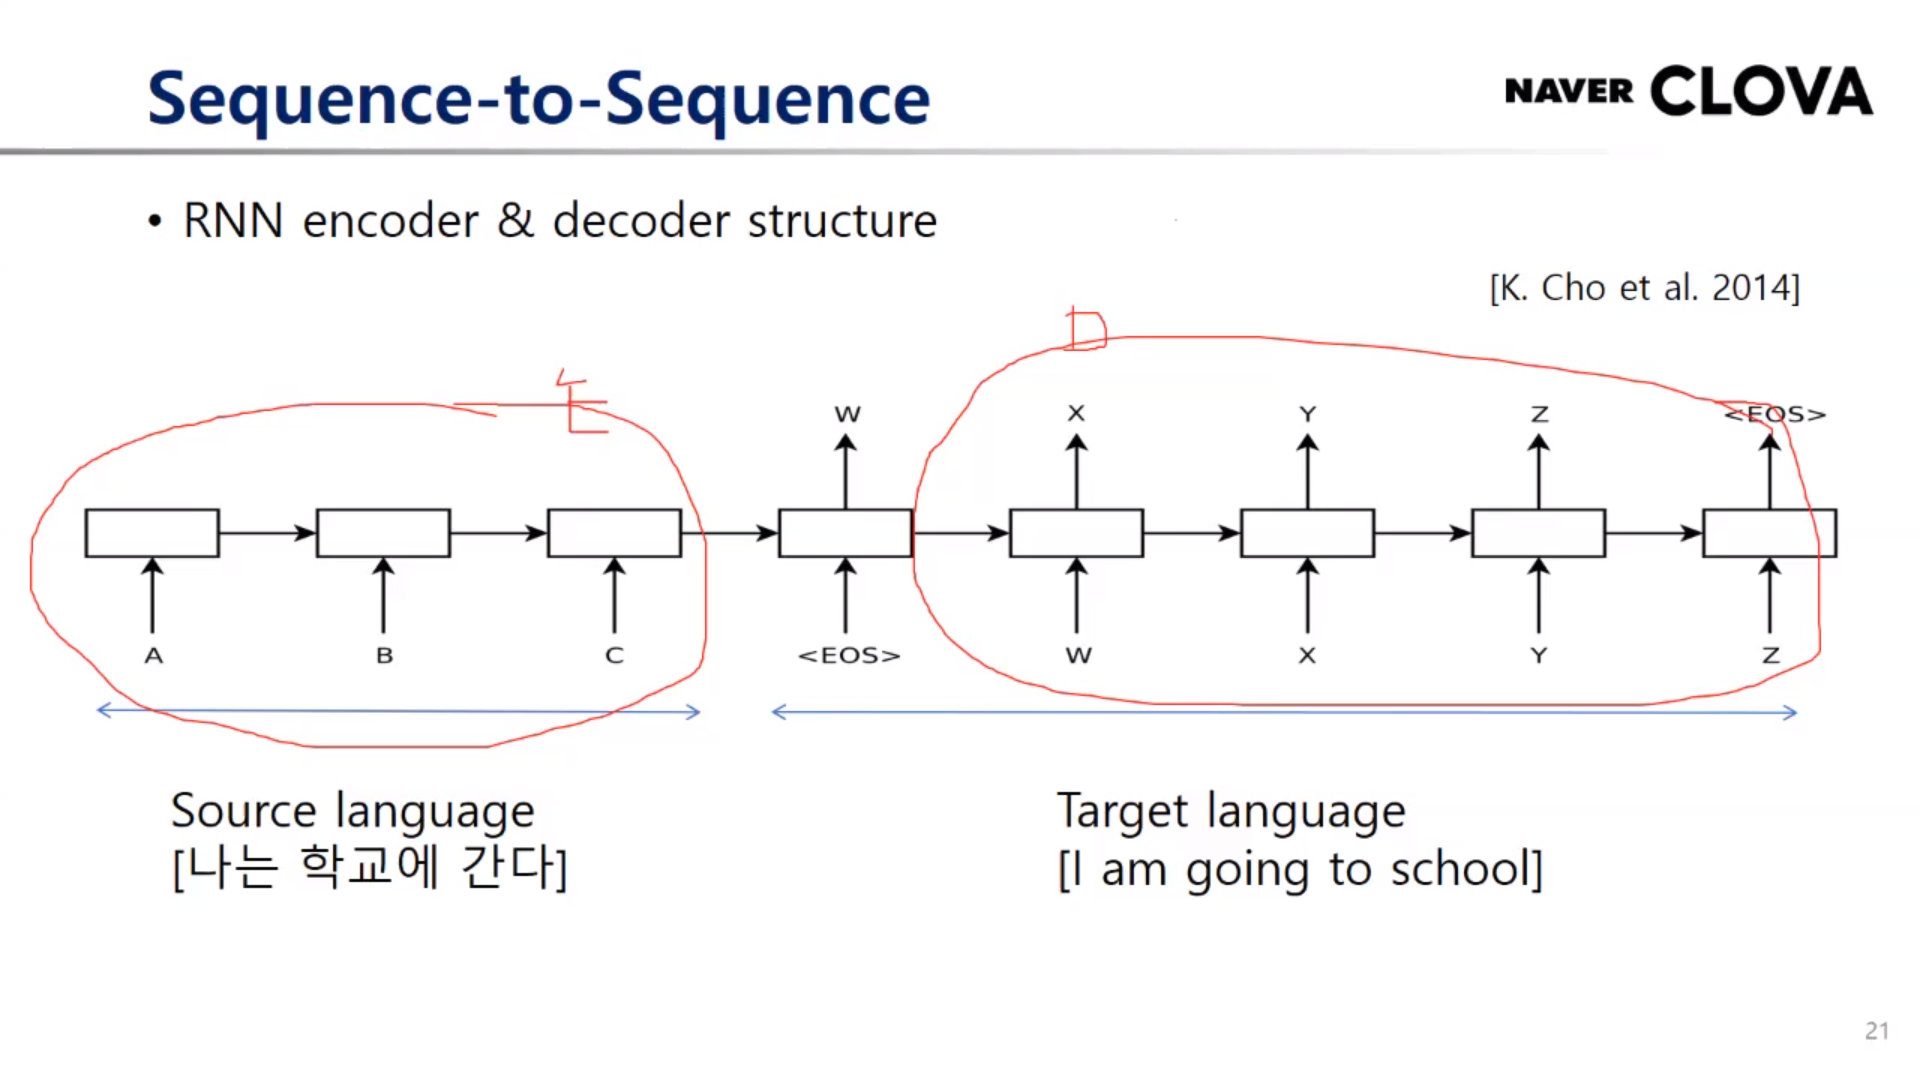 Sequence-to-Sequence
NAVER CLOVA
• RNN encoder & decoder structure
[K. Cho et al. 2014]
D
E
W X Y Z <EOS>
A B C <EOS> W X Y Z
Source language
[나는 학교에 간다]
Target language
[I am going to school]
21